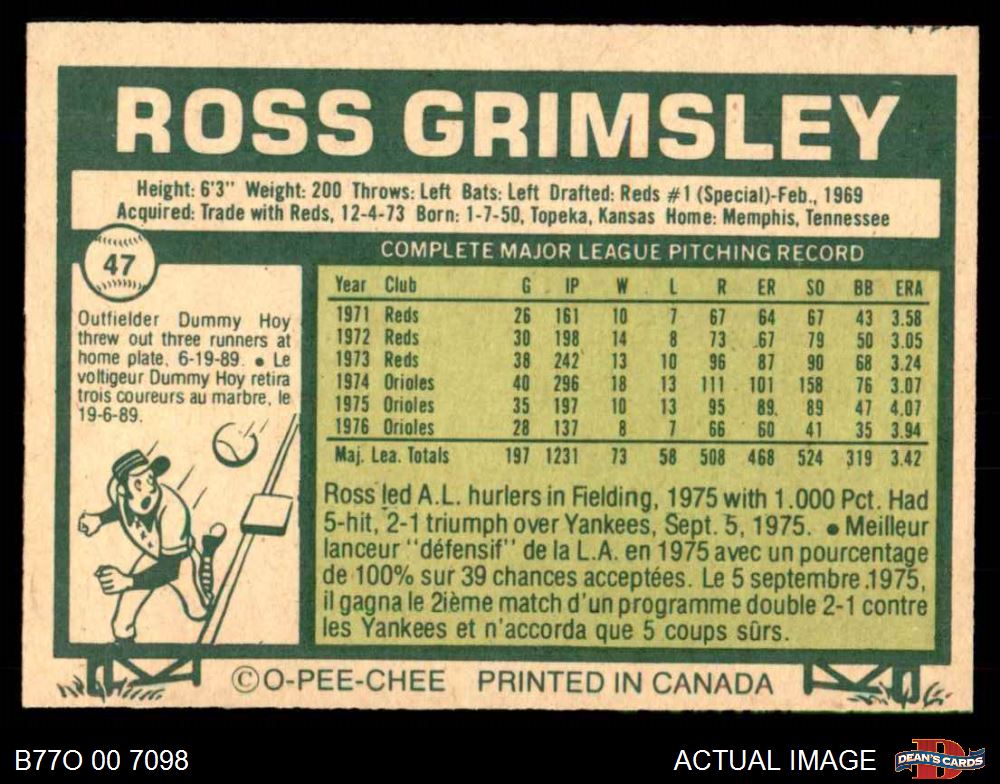 ROSS GRIMSLEY
Height: 6'3" Weight: 200 Throws: Left Bats: Left Drafted: Reds #1 (Special)-Feb., 1969
Acquired: Trade with Reds, 12-4-73 Born: 1-7-50, Topeka, Kansas Home: Memphis, Tennessee
47
Outfielder Dummy Hoy
threw out three runners at
home plate, 6-19-89. • Le
voltigeur Dummy Hoy retira
trois coureurs au marbre, le
19-6-89.
COMPLETE MAJOR LEAGUE PITCHING RECORD
Year Club G IP W L R ER SO BB ERA
1971 Reds 26 161 10 7 67 64 67 43 3.58
1972 Reds 30 198 14 8 73 .67 79 50 3.05
1973 Reds 38 242 13 10 96 87 90 68 3.24
1974 Orioles 40 296 18 13 111 101 158 76 3.07
1975 Orioles 35 197 10 13 95 89. 89 47 4.07
1976 Orioles 28 137 8 7 66 60 41 35 3.94
Maj. Lea. Totals 197 1231 73 58 508 468 524 319 3.42
Ross led A.L. hurlers in Fielding, 1975 with 1.000 Pct. Had
5-hit, 2-1 triumph over Yankees, Sept. 5, 1975. • Meilleur
lanceur "défensif" de la L.A. en 1975 avec un pourcentage
de 100% sur 39 chances acceptées. Le 5 septembre 1975,
il gagna le 2ième match d'un programme double 2-1 contre
les Yankees et n'accorda que 5 coups sûrs.
©O-PEE-CHEE PRINTED IN CANADA
B77O 00 7098
ACTUAL IMAGE
DEAN'S CARDS